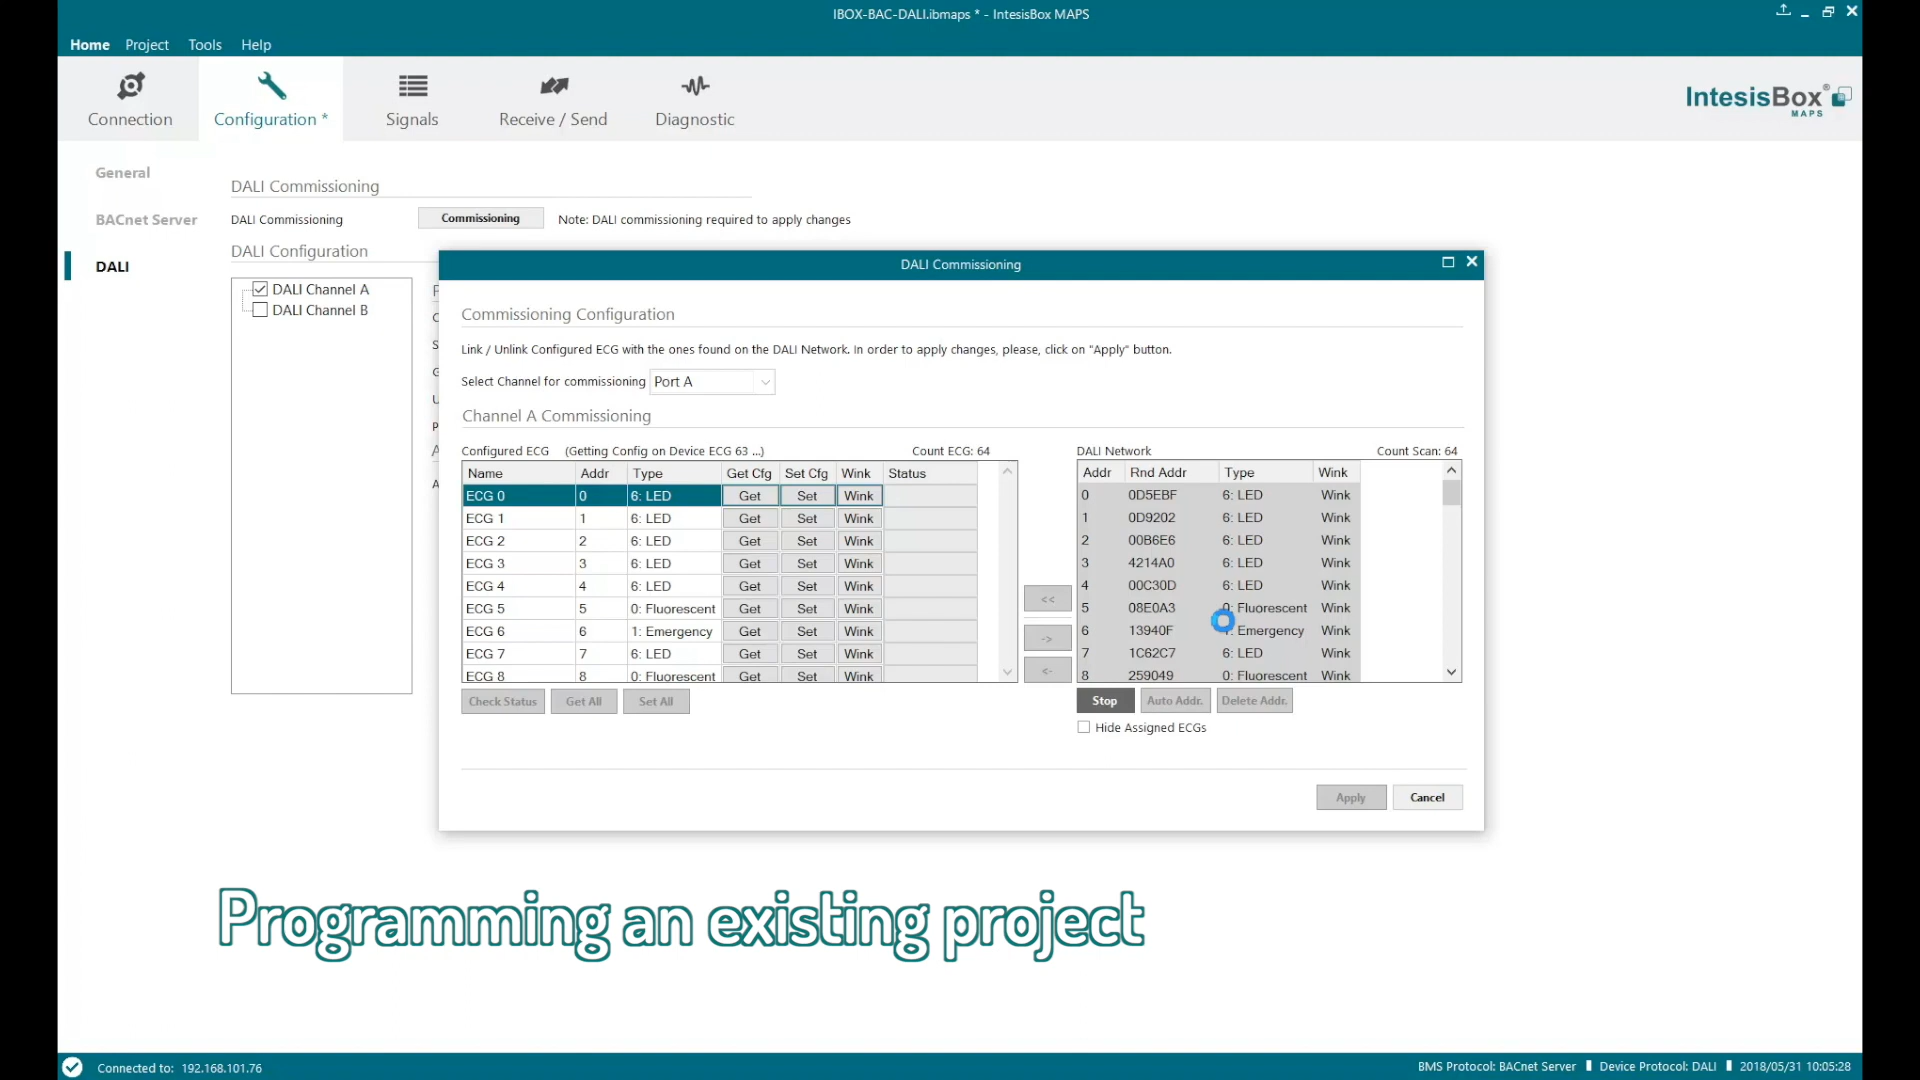 IBOX-BAC-DALI.ibmaps * - IntesisBox MAPS
Home Project Tools Help
Connection Configuration * Signals Receive / Send Diagnostic
IntesisBox®
MAPS
General
BACnet Server
DALI
DALI Commissioning
DALI Commissioning Commissioning Note: DALI commissioning required to apply changes
DALI Configuration
DALI Channel A
DALI Channel B
DALI Commissioning
Commissioning Configuration
Link / Unlink Configured ECG with the ones found on the DALI Network. In order to apply changes, please, click on "Apply" button.
Select Channel for commissioning Port A
Channel A Commissioning
Configured ECG (Getting Config on Device ECG 63 ...) Count ECG: 64
Name Addr Type Get Cfg Set Cfg Wink Status
ECG 0 0 6: LED Get Set Wink
ECG 1 1 6: LED Get Set Wink
ECG 2 2 6: LED Get Set Wink
ECG 3 3 6: LED Get Set Wink
ECG 4 4 6: LED Get Set Wink
ECG 5 5 0: Fluorescent Get Set Wink
ECG 6 6 1: Emergency Get Set Wink
ECG 7 7 6: LED Get Set Wink
ECG 8 8 0: Fluorescent Get Set Wink
Check Status Get All Set All
<<
->
<-
DALI Network Count Scan: 64
Addr Rnd Addr Type Wink
0 0D5EBF 6: LED Wink
1 0D9202 6: LED Wink
2 00B6E6 6: LED Wink
3 4214A0 6: LED Wink
4 00C30D 6: LED Wink
5 08E0A3 0: Fluorescent Wink
6 13940F 1: Emergency Wink
7 1C62C7 6: LED Wink
8 259049 0: Fluorescent Wink
Stop Auto Addr. Delete Addr.
Hide Assigned ECGs
Apply Cancel
Programming an existing project
Connected to: 192.168.101.76
BMS Protocol: BACnet Server Device Protocol: DALI 2018/05/31 10:05:28